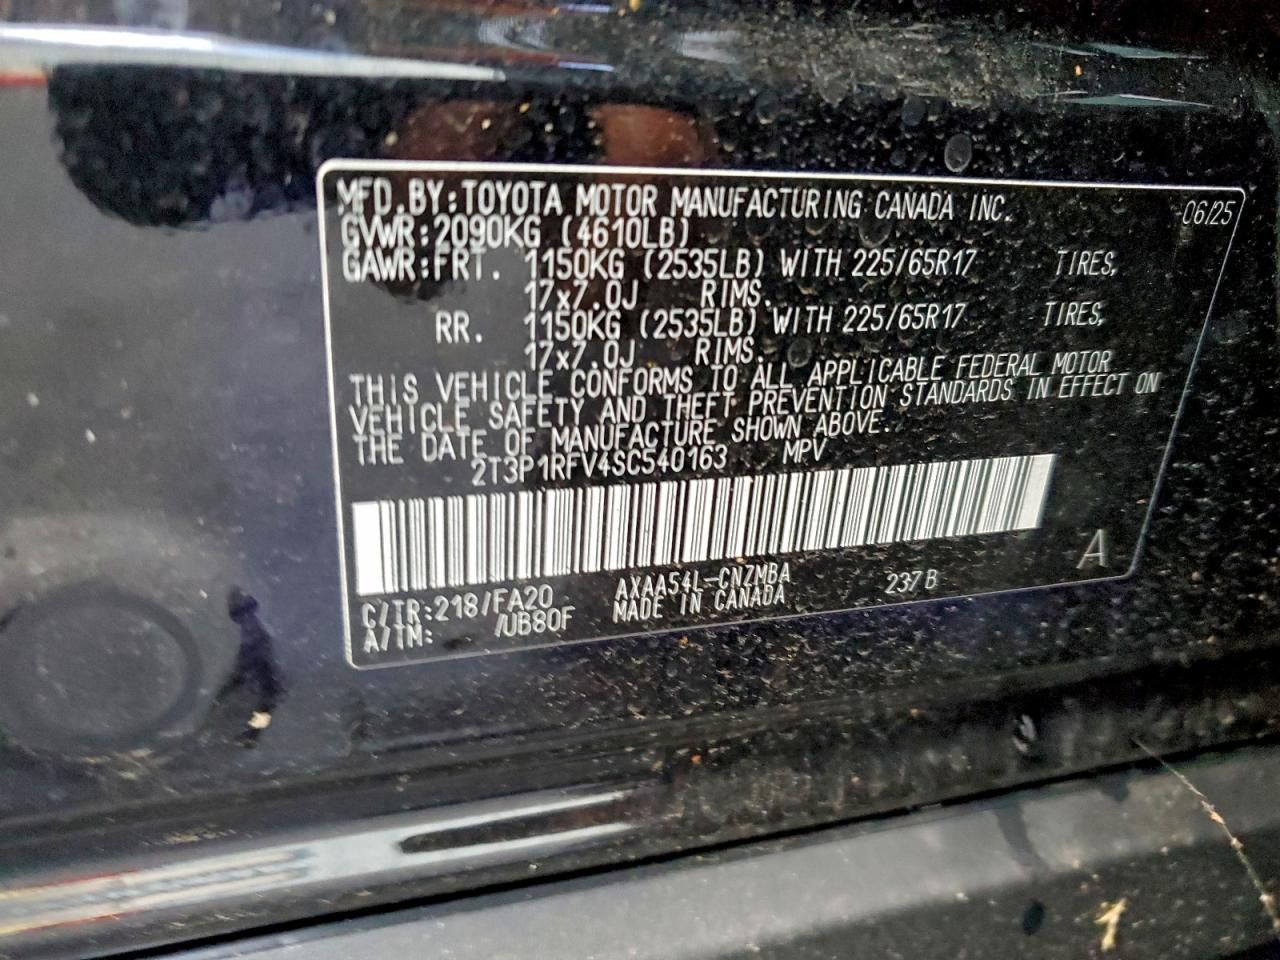 MFD.BY:TOYOTA MOTOR MANUFACTURING CANADA INC. 06/25
GVWR:2090KG (4610LB)
GAWR:FRT. 1150KG (2535LB) WITH 225/65R17 TIRES,
17x7.0J RIMS.
RR. 1150KG (2535LB) WITH 225/65R17 TIRES,
17x7.0J RIMS.
THIS VEHICLE CONFORMS TO ALL APPLICABLE FEDERAL MOTOR
VEHICLE SAFETY AND THEFT PREVENTION STANDARDS IN EFFECT ON
THE DATE OF MANUFACTURE SHOWN ABOVE.
2T3P1RFV4SC540163 MPV
A
C/TR:218/FA20 AXAA54L-CNZMBA 237B
A/TM: /UB80F MADE IN CANADA